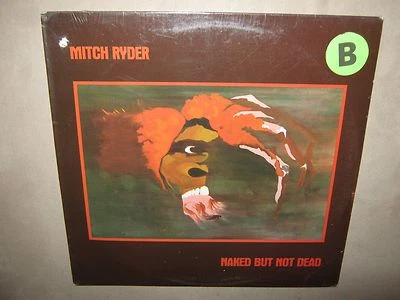 MITCH RYDER
B
NAKED BUT NOT DEAD